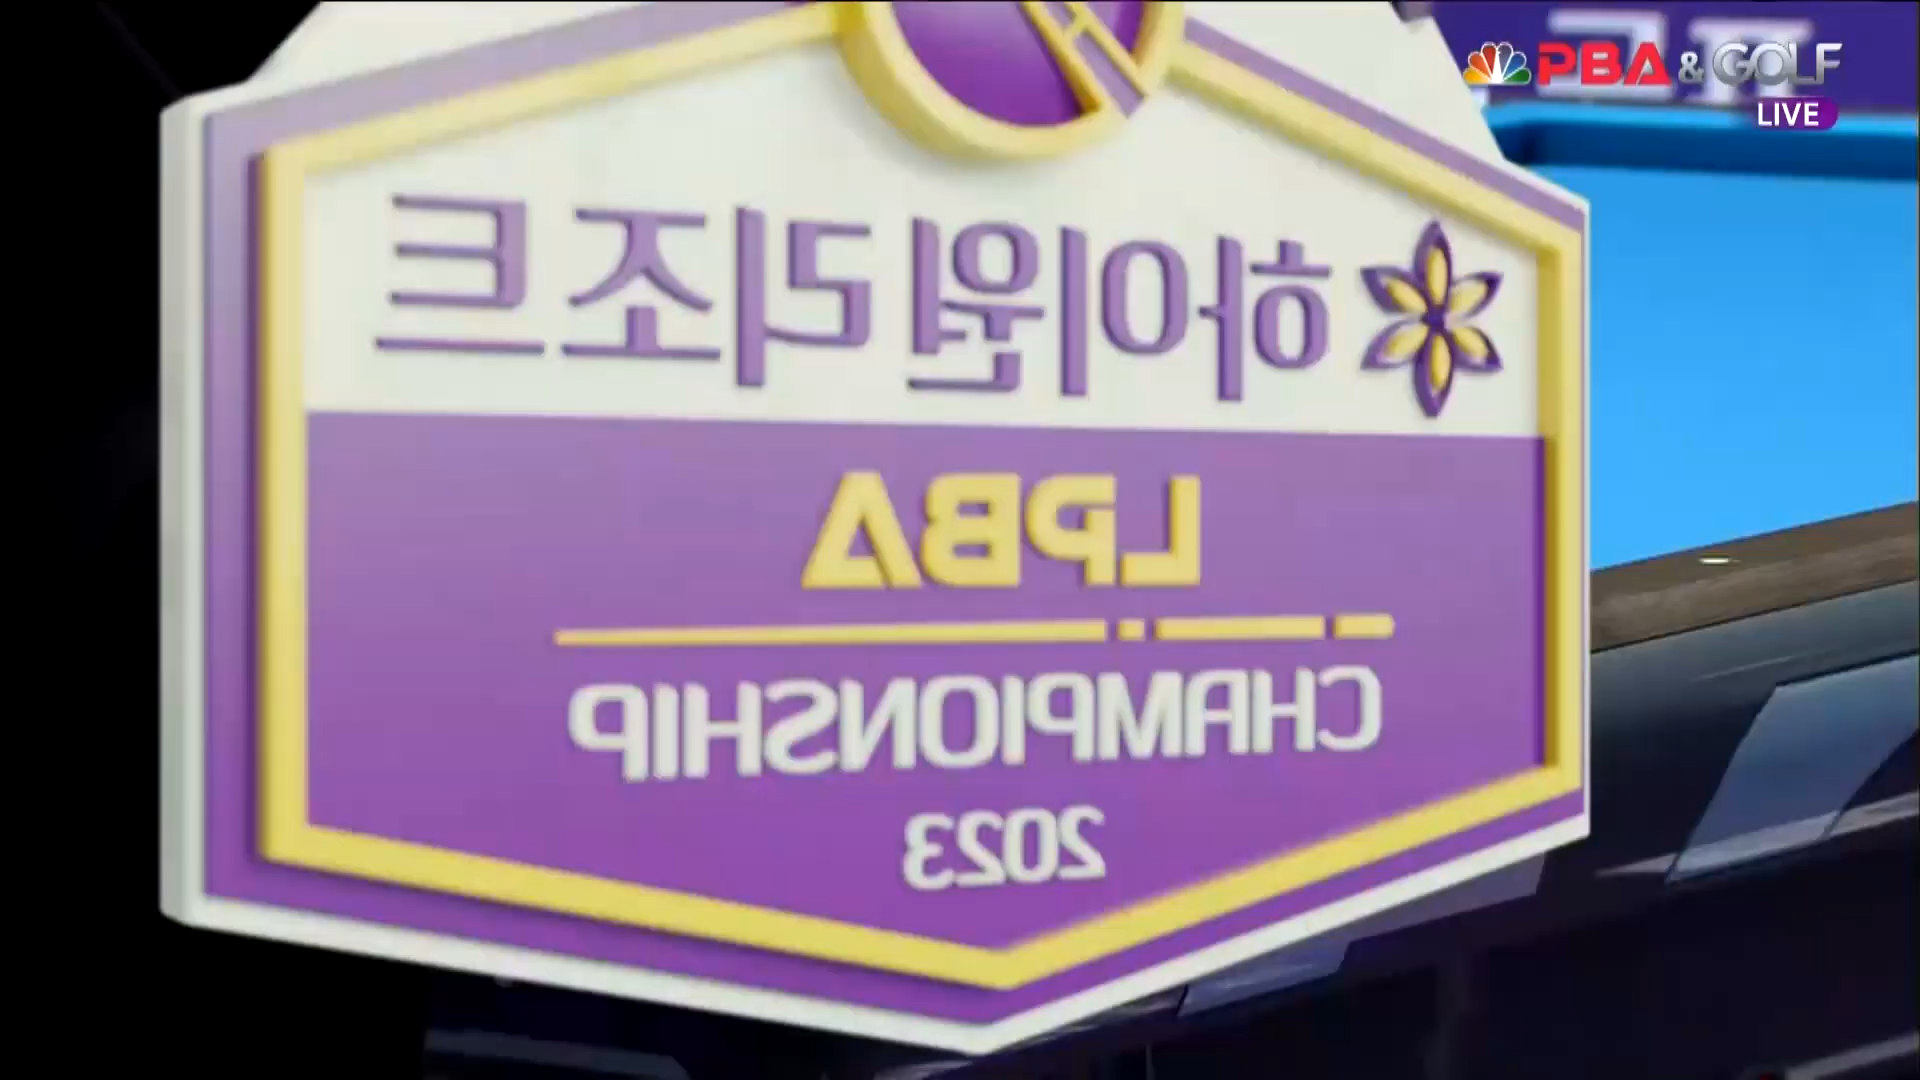 PBA & GOLF
LIVE
하이원리조트
LPBA
CHAMPIONSHIP
2023